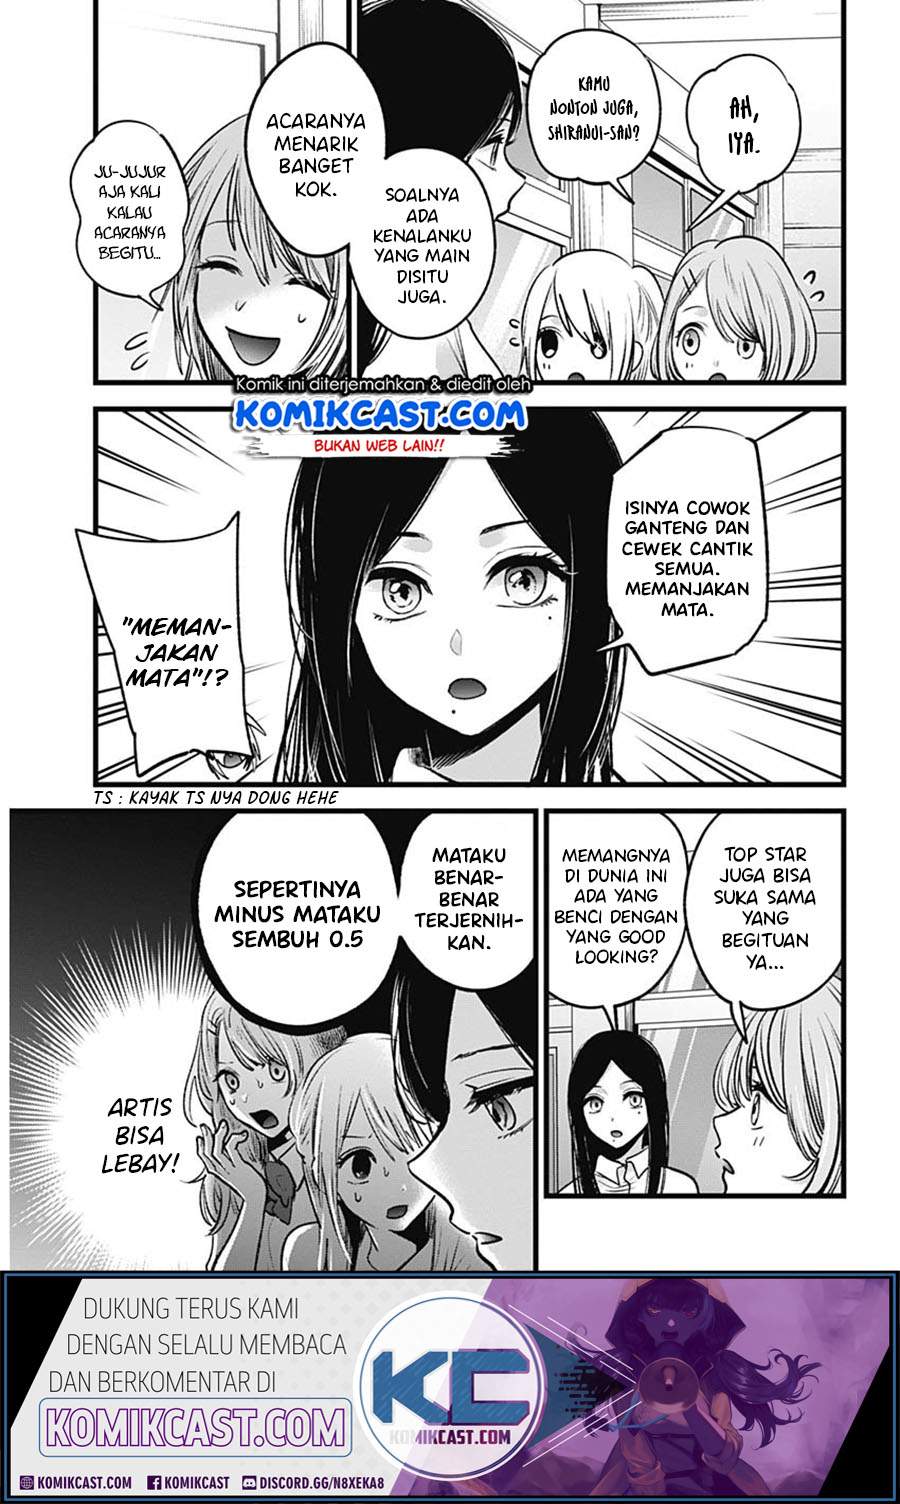 AH,
IYA.
KAMU
NONTON JUGA,
SHIRANUI-SAN?
SOALNYA
ADA
KENALANKU
YANG MAIN
DISITU
JUGA.
ACARANYA
MENARIK
BANGET
KOK.
JU-JUJUR
AJA KALI
KALAU
ACARANYA
BEGITU...
Komik ini diterjemahkan & diedit oleh
KOMIKCAST.COM
BUKAN WEB LAIN!!
ISINYA COWOK
GANTENG DAN
CEWEK CANTIK
SEMUA.
MEMANJAKAN
MATA.
"MEMAN-
JAKAN
MATA"!?
TS : KAYAK TS NYA DONG HEHE
TOP STAR
JUGA BISA
SUKA SAMA
YANG
BEGITUAN
YA...
MEMANGNYA
DI DUNIA INI
ADA YANG
BENCI DENGAN
YANG GOOD
LOOKING?
MATAKU
BENAR-
BENAR
TERJERNIH-
KAN.
SEPERTINYA
MINUS MATAKU
SEMBUH 0.5
ARTIS
BISA
LEBAY!
DUKUNG TERUS KAMI
DENGAN SELALU MEMBACA
DAN BERKOMENTAR DI
KOMIKCAST.COM
KOMIKCAST.COM KOMIKCAST DISCORD.GG/N8XEKA8
KC
KOMIKCAST.COM